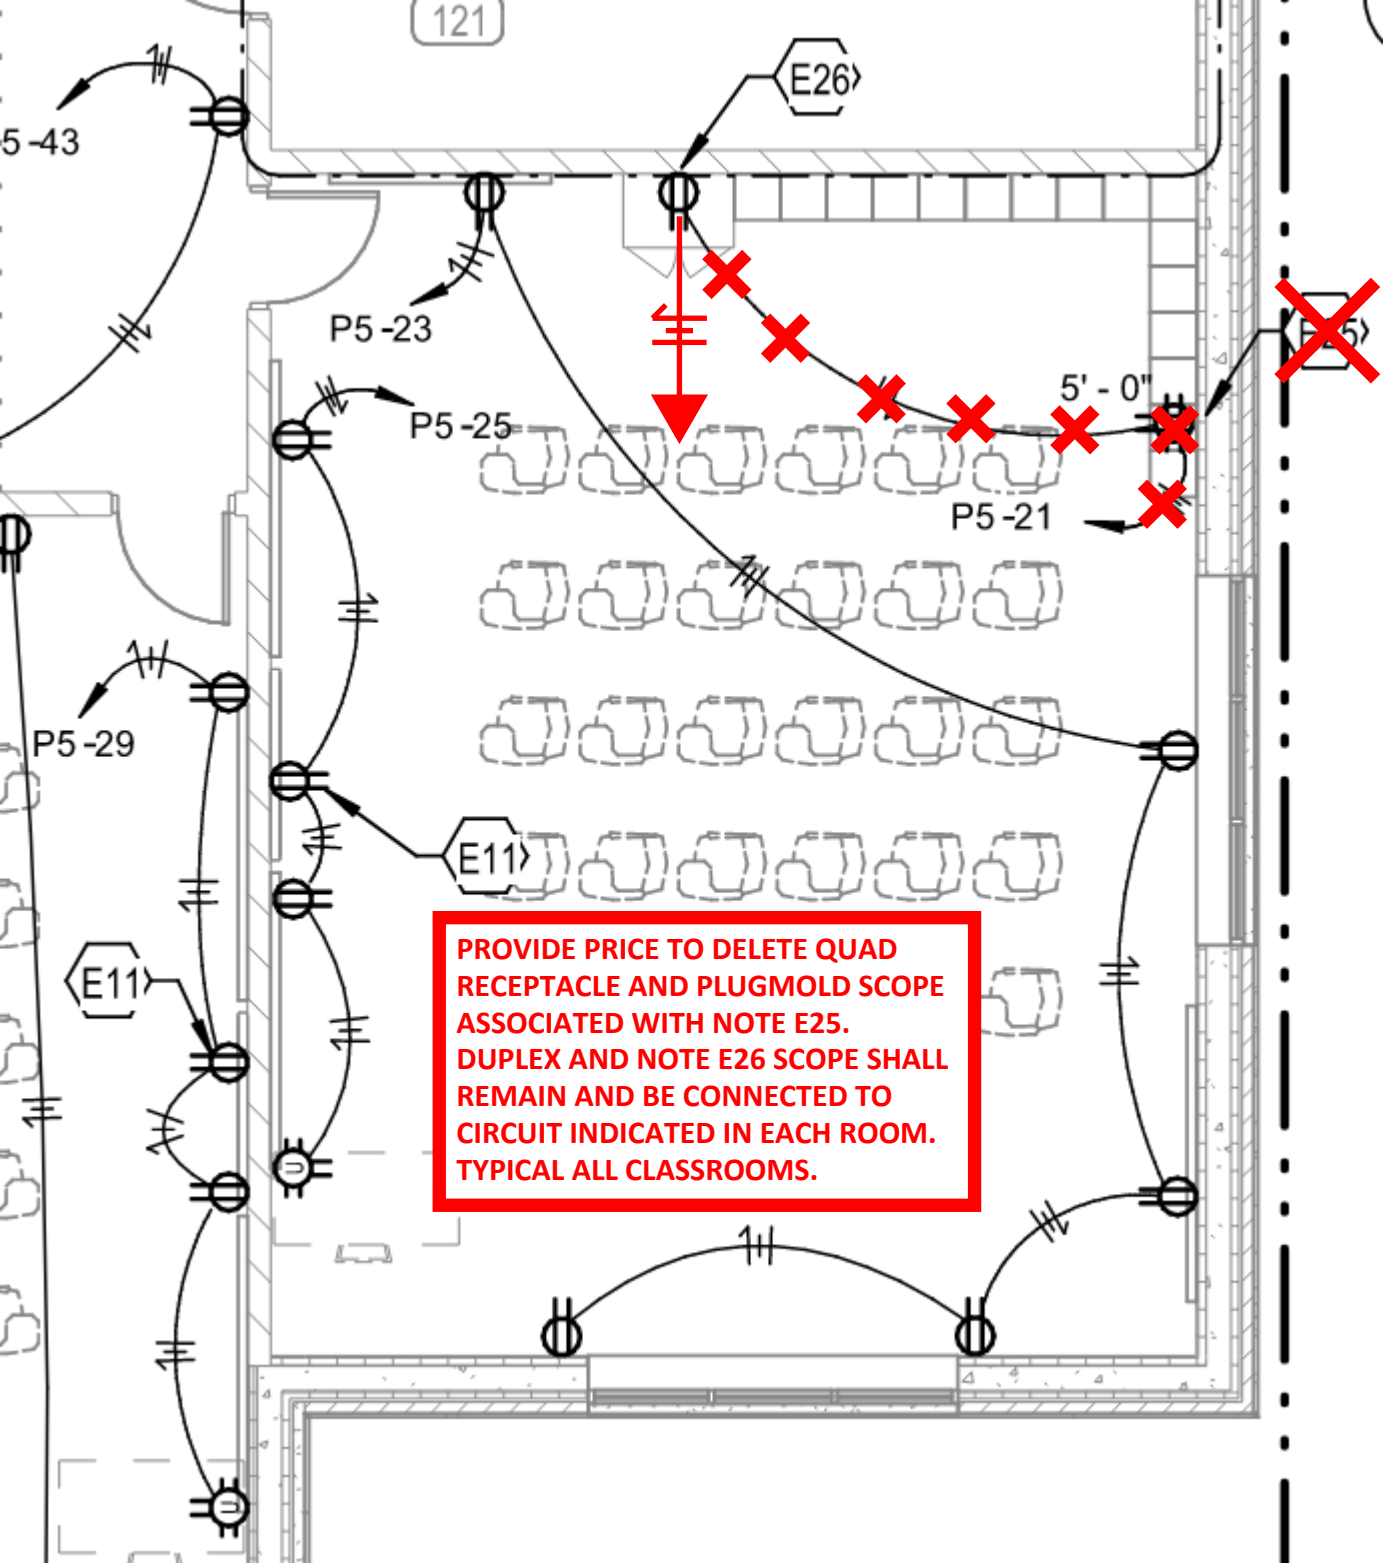 121
E26
5 -43
P5 -23
5' - 0"
P5 -25
P5 -21
P5 -29
E11
E11
PROVIDE PRICE TO DELETE QUAD
RECEPTACLE AND PLUGMOLD SCOPE
ASSOCIATED WITH NOTE E25.
DUPLEX AND NOTE E26 SCOPE SHALL
REMAIN AND BE CONNECTED TO
CIRCUIT INDICATED IN EACH ROOM.
TYPICAL ALL CLASSROOMS.
U
U